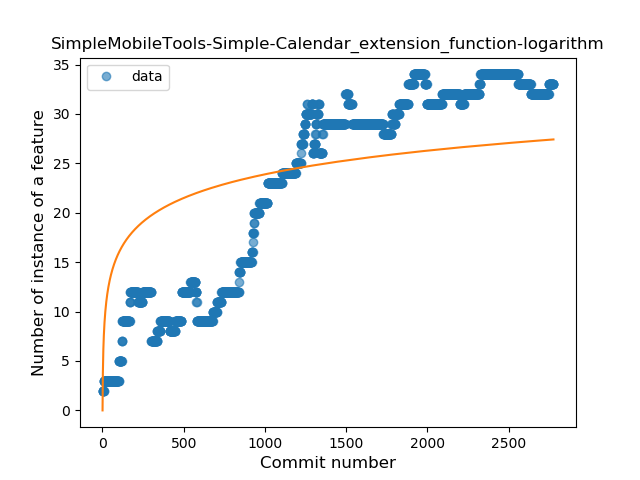 SimpleMobileTools-Simple-Calendar_extension_function-logarithm
data
35
30
25
20
15
10
5
0
Number of instance of a feature
0 500 1000 1500 2000 2500
Commit number